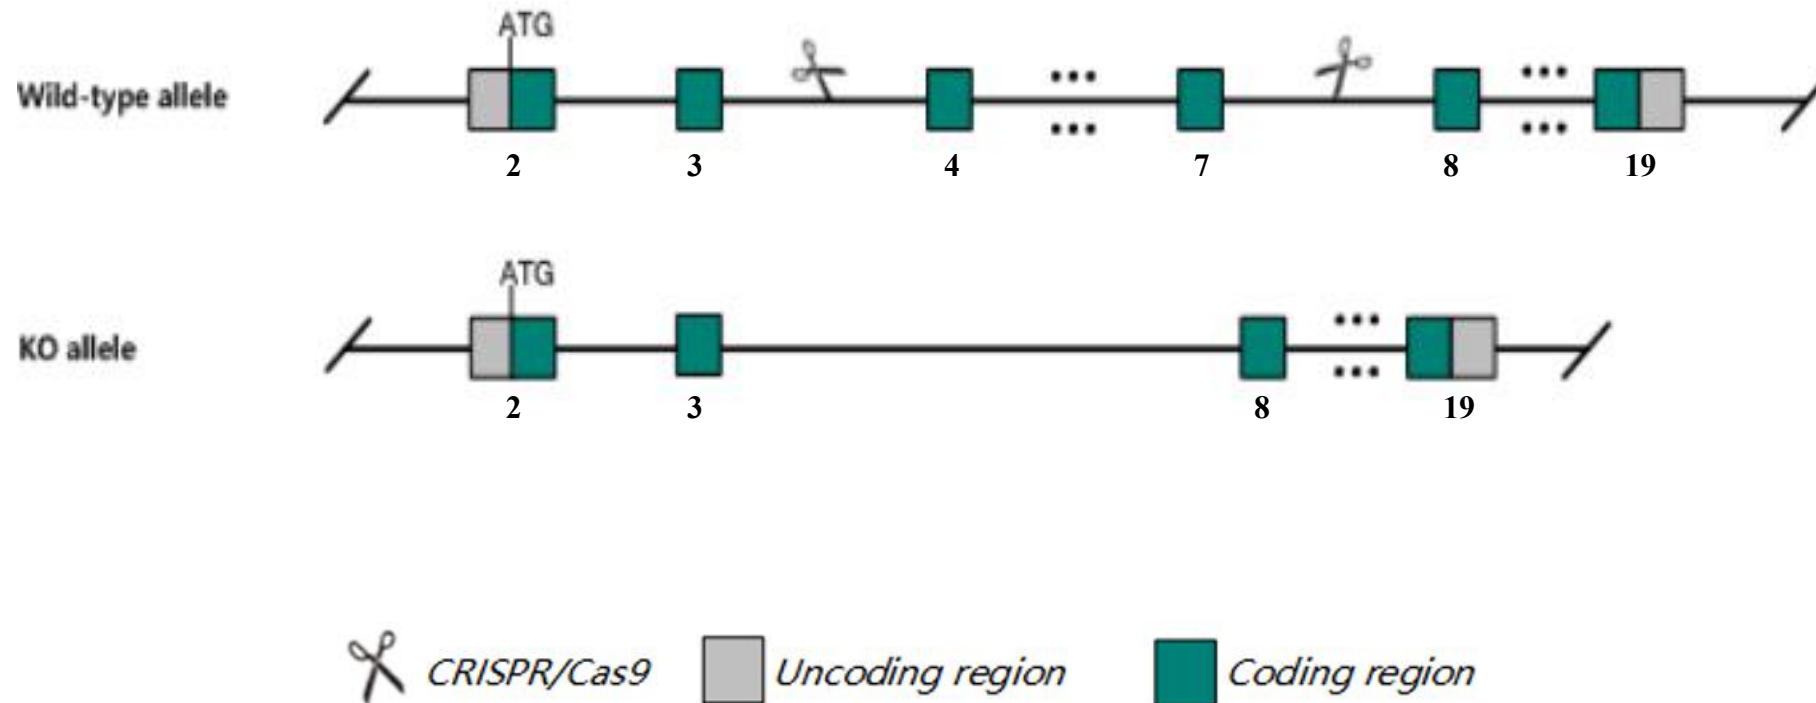 ATG
Wild-type allele
2 3 4 7 8 19
ATG
KO allele
2 3 8 19
CRISPR/Cas9 Uncoding region Coding region